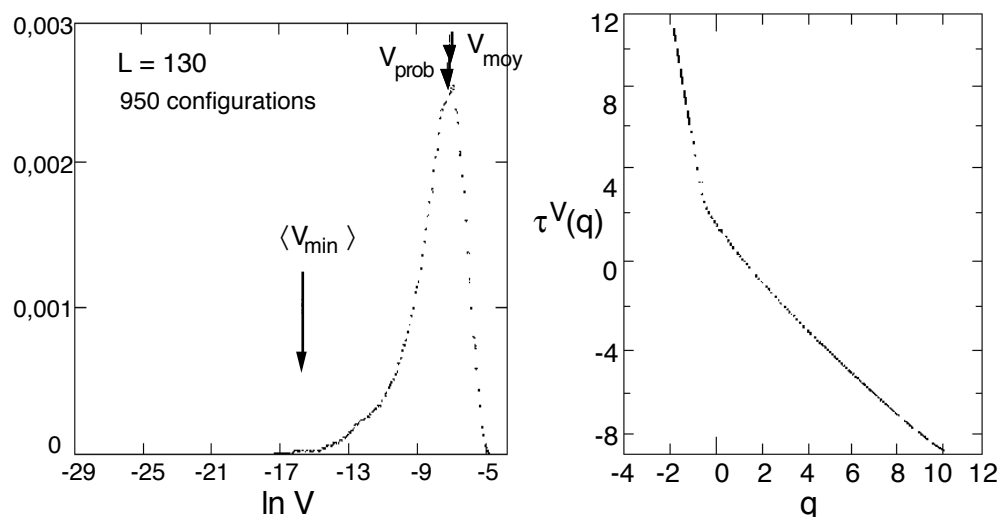 0,003
L = 130
950 configurations
V_prob
V_moy
0,002
⟨V_min⟩
0,001
0
-29 -25 -21 -17 -13 -9 -5
ln V
12
8
4
τ^V(q)
0
-4
-8
-4 -2 0 2 4 6 8 10 12
q